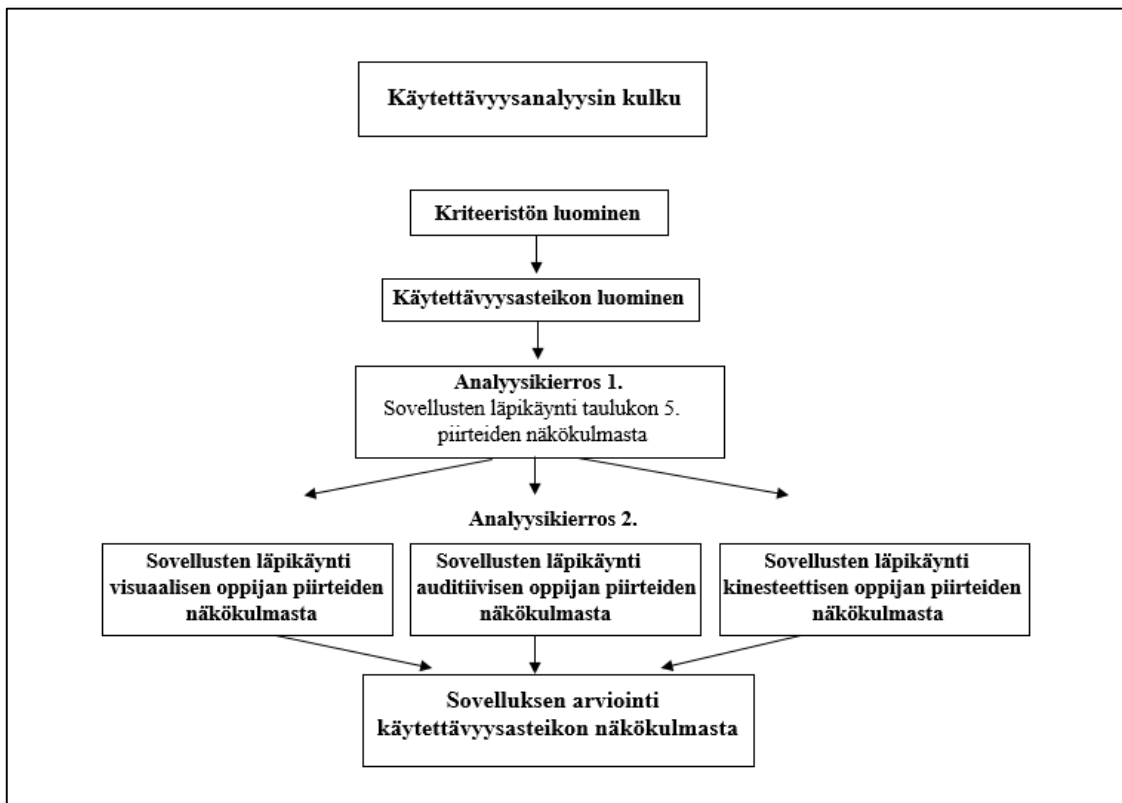 Käytettävyysanalyysin kulku
Kriteeristön luominen
Käytettävyysasteikon luominen
Analyysikierros 1.
Sovellusten läpikäynti taulukon 5.
piirteiden näkökulmasta
Analyysikierros 2.
Sovellusten läpikäynti
visuaalisen oppijan piirteiden
näkökulmasta
Sovellusten läpikäynti
auditiivisen oppijan piirteiden
näkökulmasta
Sovellusten läpikäynti
kinesteettisen oppijan piirteiden
näkökulmasta
Sovelluksen arviointi
käytettävyysasteikon näkökulmasta